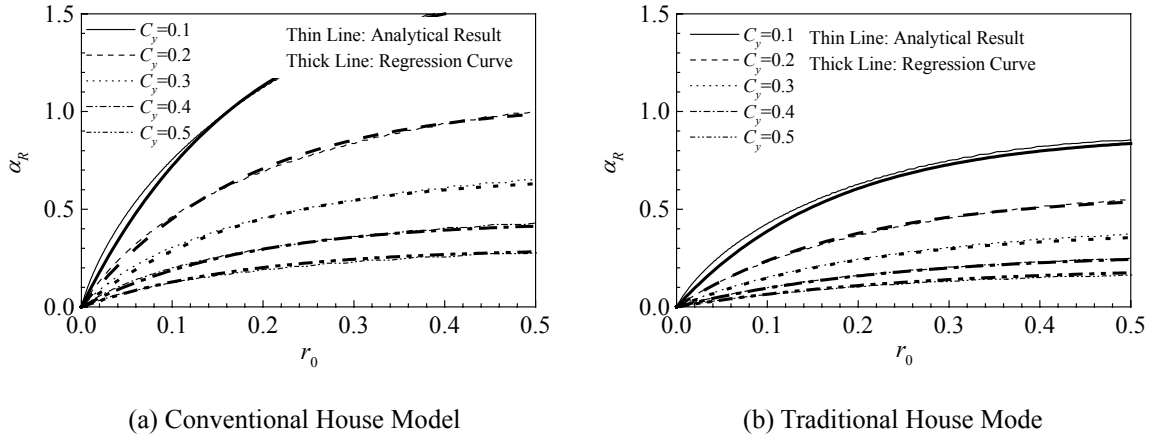 1.5
1.0
0.5
0.0
α_R
C_y=0.1
C_y=0.2
C_y=0.3
C_y=0.4
C_y=0.5
Thin Line: Analytical Result
Thick Line: Regression Curve
0.0 0.1 0.2 0.3 0.4 0.5
r_0
(a) Conventional House Model
1.5
1.0
0.5
0.0
α_R
C_y=0.1
C_y=0.2
C_y=0.3
C_y=0.4
C_y=0.5
Thin Line: Analytical Result
Thick Line: Regression Curve
0.0 0.1 0.2 0.3 0.4 0.5
r_0
(b) Traditional House Mode